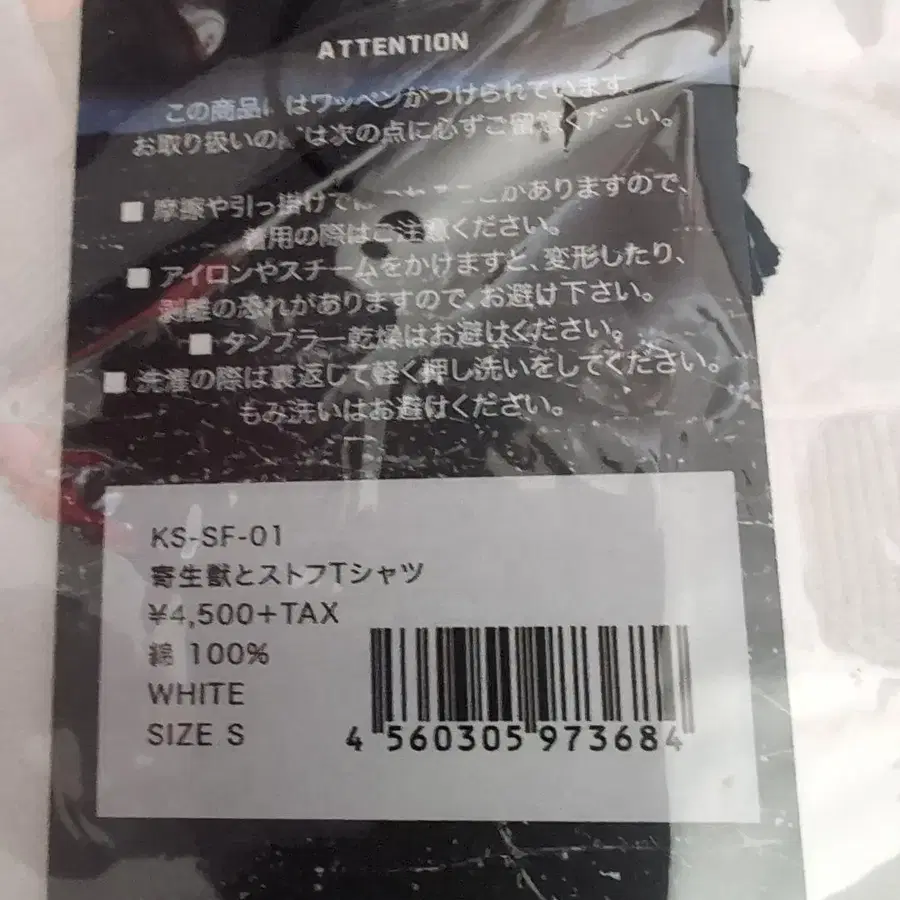 ATTENTION
この商品にはワッペンがつけられています。
お取り扱いの際は次の点に必ずご留意ください。
■ 摩擦や引っ掛けで がありますので、
着用の際はご注意ください。
■ アイロンやスチームをかけますと、変形したり、
剥離の恐れがありますので、お避け下さい。
■ タンブラー乾燥はお避けください。
■ 洗濯の際は裏返して軽く押し洗いをしてください。
もみ洗いはお避けください。
KS-SF-01
寄生獣とストフTシャツ
¥4,500+TAX
綿 100%
WHITE
SIZE S
4 560305 973684